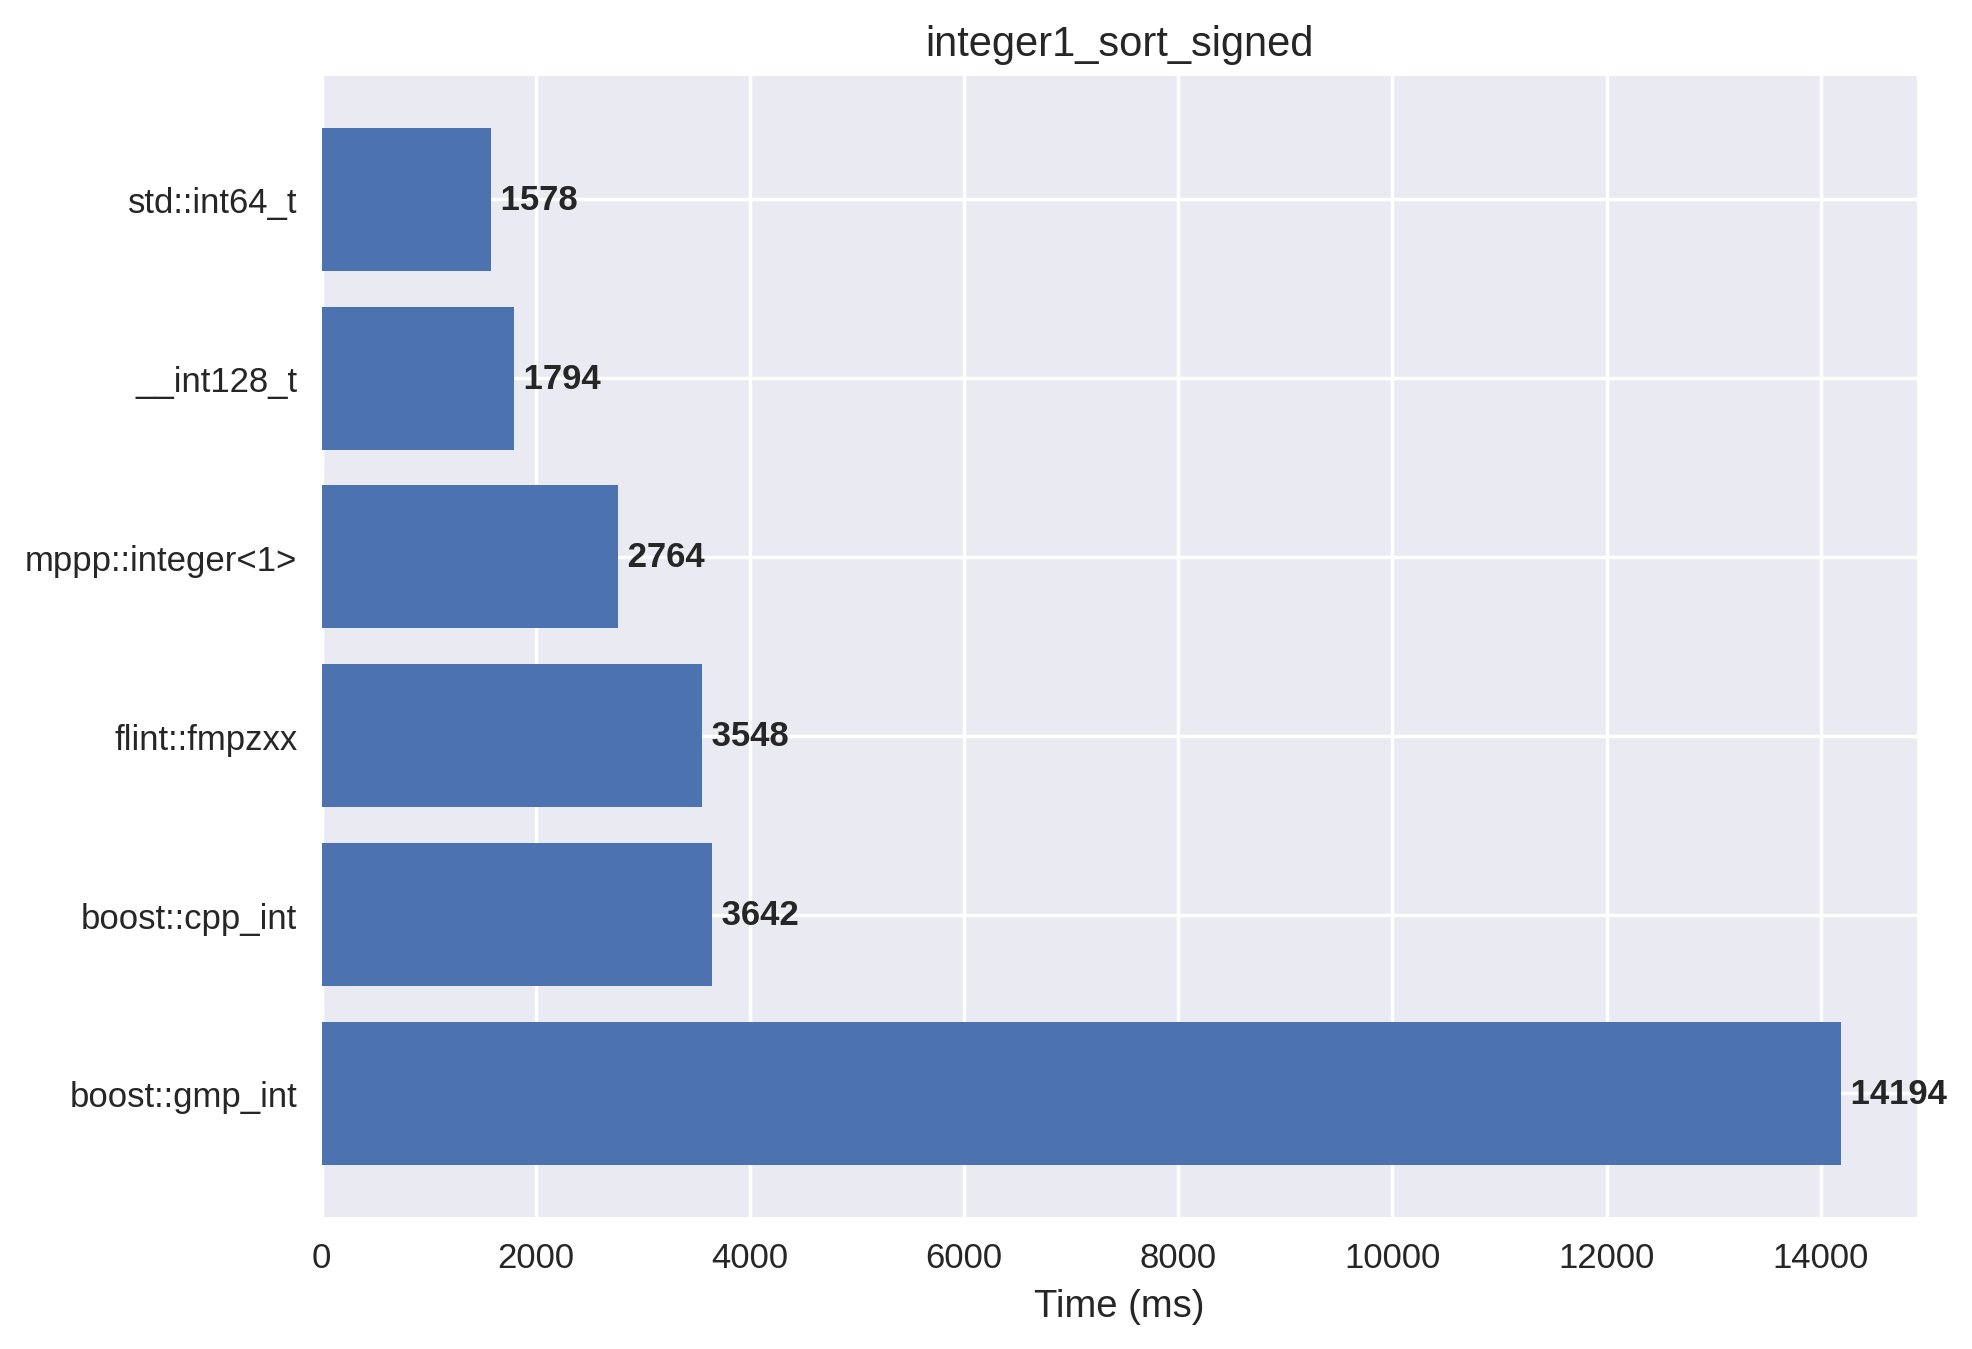 integer1_sort_signed
std::int64_t
1578
__int128_t
1794
mppp::integer<1>
2764
flint::fmpzxx
3548
boost::cpp_int
3642
boost::gmp_int
14194
0 2000 4000 6000 8000 10000 12000 14000
Time (ms)